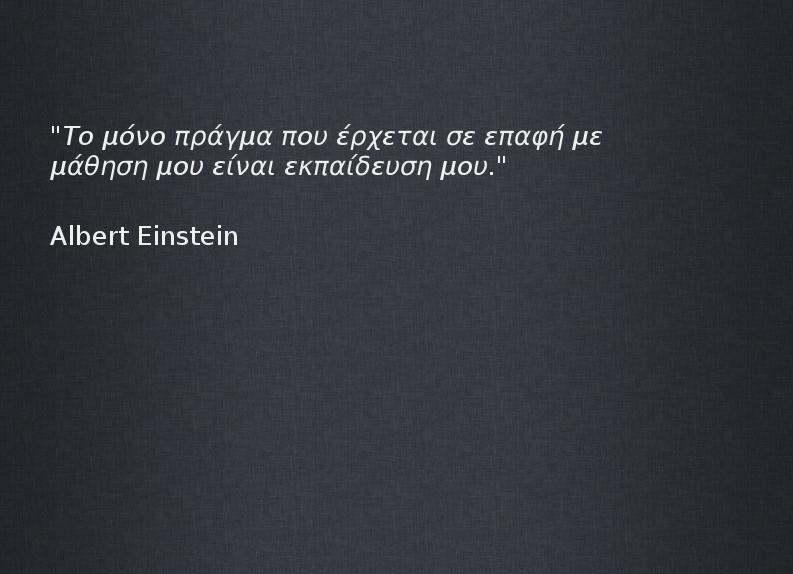 "Το μόνο πράγμα που έρχεται σε επαφή με
μάθηση μου είναι εκπαίδευση μου."
Albert Einstein